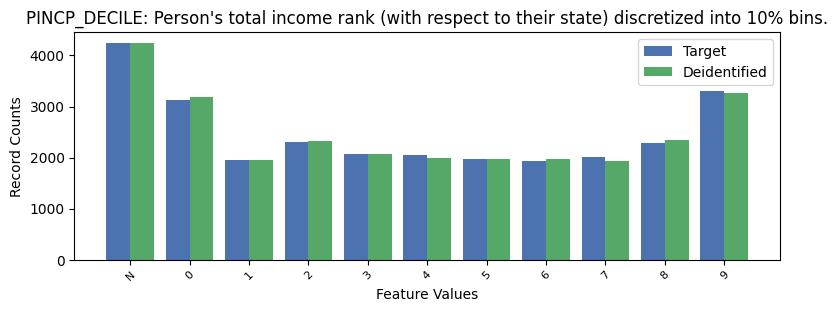 PINCP_DECILE: Person's total income rank (with respect to their state) discretized into 10% bins.
Target
Deidentified
4000
3000
2000
1000
0
Record Counts
N 0 1 2 3 4 5 6 7 8 9
Feature Values